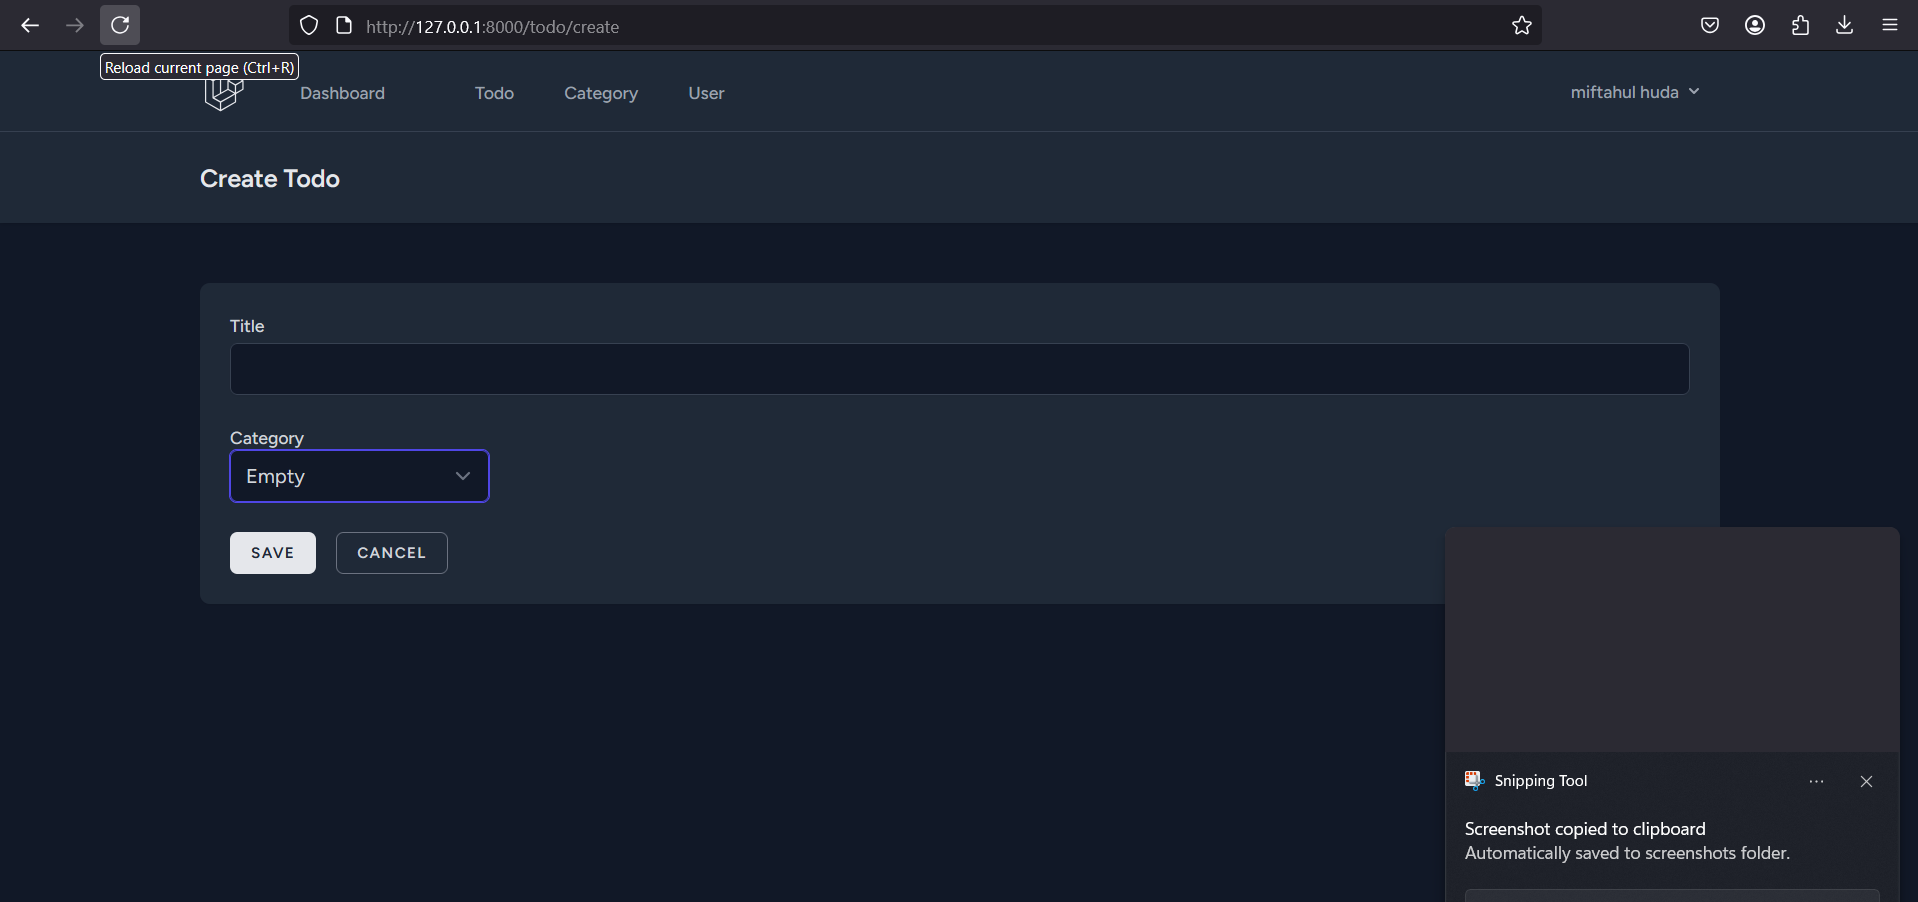 http://127.0.0.1:8000/todo/create
Reload current page (Ctrl+R)
Dashboard Todo Category User miftahul huda
Create Todo
Title
Category
Empty
SAVE CANCEL
Snipping Tool
Screenshot copied to clipboard
Automatically saved to screenshots folder.